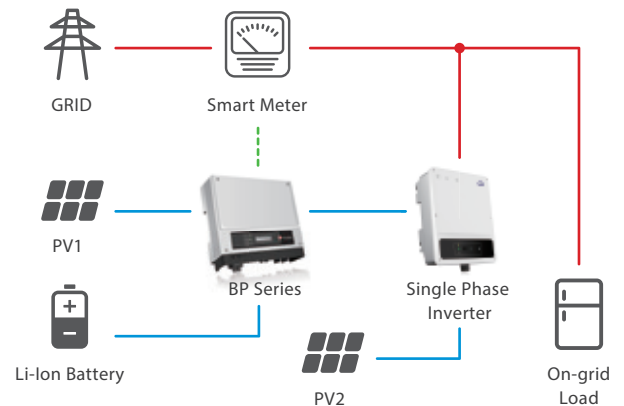 GRID
Smart Meter
PV1
BP Series
Single Phase
Inverter
Li-Ion Battery
PV2
On-grid
Load